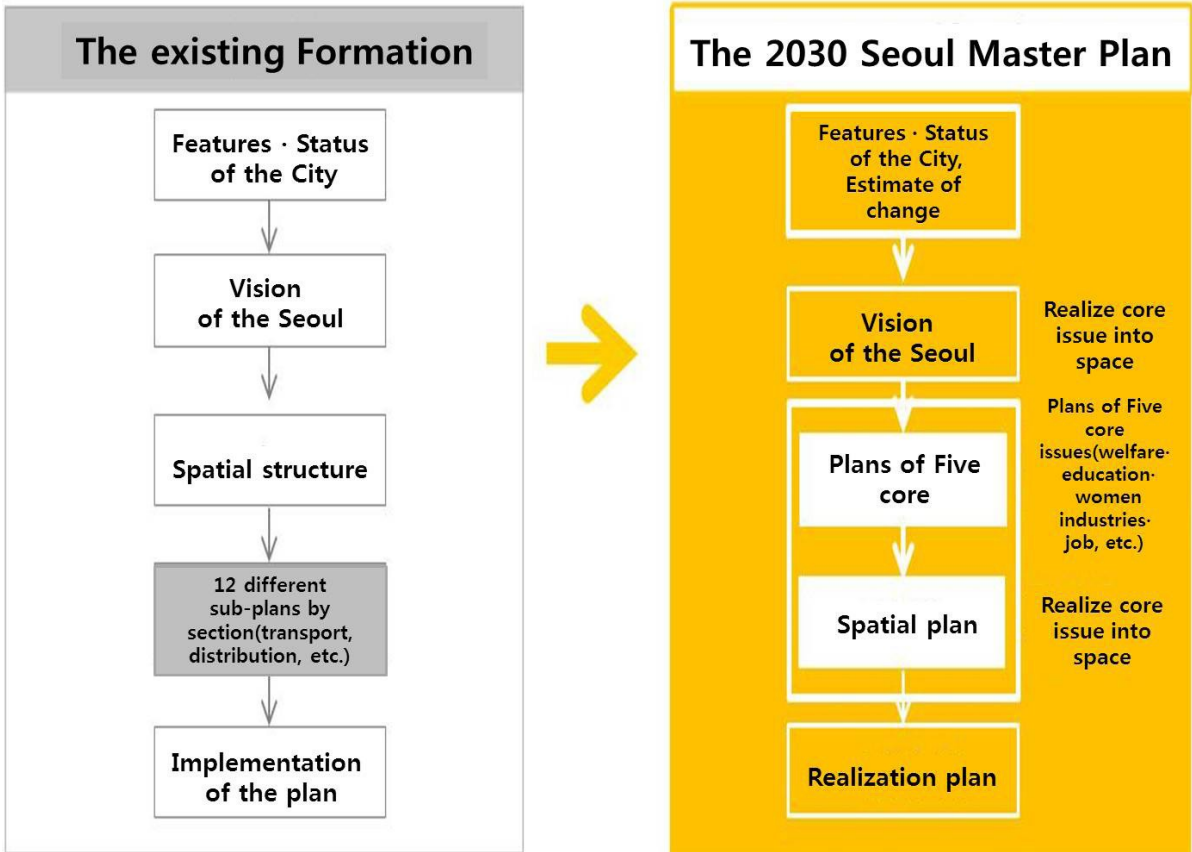 The existing Formation
Features · Status
of the City
Vision
of the Seoul
Spatial structure
12 different
sub-plans by
section(transport,
distribution, etc.)
Implementation
of the plan
The 2030 Seoul Master Plan
Features · Status
of the City,
Estimate of
change
Vision
of the Seoul
Realize core
issue into
space
Plans of Five
core
Plans of Five
core
issues(welfare·
education·
women
industries·
job, etc.)
Spatial plan
Realize core
issue into
space
Realization plan